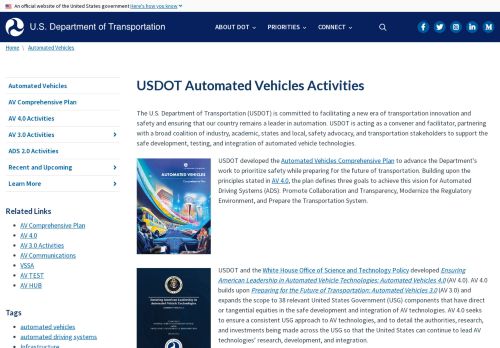 An official website of the United States government Here's how you know
U.S. Department of Transportation
ABOUT DOT
PRIORITIES
CONNECT
Home \ Automated Vehicles
Automated Vehicles
AV Comprehensive Plan
AV 4.0 Activities
AV 3.0 Activities
ADS 2.0 Activities
Recent and Upcoming
Learn More
Related Links
AV Comprehensive Plan
AV 4.0
AV 3.0 Activities
AV Communications
VSSA
AV TEST
AV HUB
Tags
automated vehicles
automated driving systems
Infrastructure
USDOT Automated Vehicles Activities
The U.S. Department of Transportation (USDOT) is committed to facilitating a new era of transportation innovation and
safety and ensuring that our country remains a leader in automation. USDOT is acting as a convener and facilitator, partnering
with a broad coalition of industry, academic, states and local, safety advocacy, and transportation stakeholders to support the
safe development, testing, and integration of automated vehicle technologies.
AUTOMATED
VEHICLES
Comprehensive Plan
USDOT developed the Automated Vehicles Comprehensive Plan to advance the Department's
work to prioritize safety while preparing for the future of transportation. Building upon the
principles stated in AV 4.0, the plan defines three goals to achieve this vision for Automated
Driving Systems (ADS): Promote Collaboration and Transparency, Modernize the Regulatory
Environment, and Prepare the Transportation System.
Ensuring American Leadership in
Automated Vehicle Technologies
USDOT and the White House Office of Science and Technology Policy developed Ensuring
American Leadership in Automated Vehicle Technologies: Automated Vehicles 4.0 (AV 4.0). AV 4.0
builds upon Preparing for the Future of Transportation: Automated Vehicles 3.0 (AV 3.0) and
expands the scope to 38 relevant United States Government (USG) components that have direct
or tangential equities in the safe development and integration of AV technologies. AV 4.0 seeks
to ensure a consistent USG approach to AV technologies, and to detail the authorities, research,
and investments being made across the USG so that the United States can continue to lead AV
technologies' research, development, and integration.